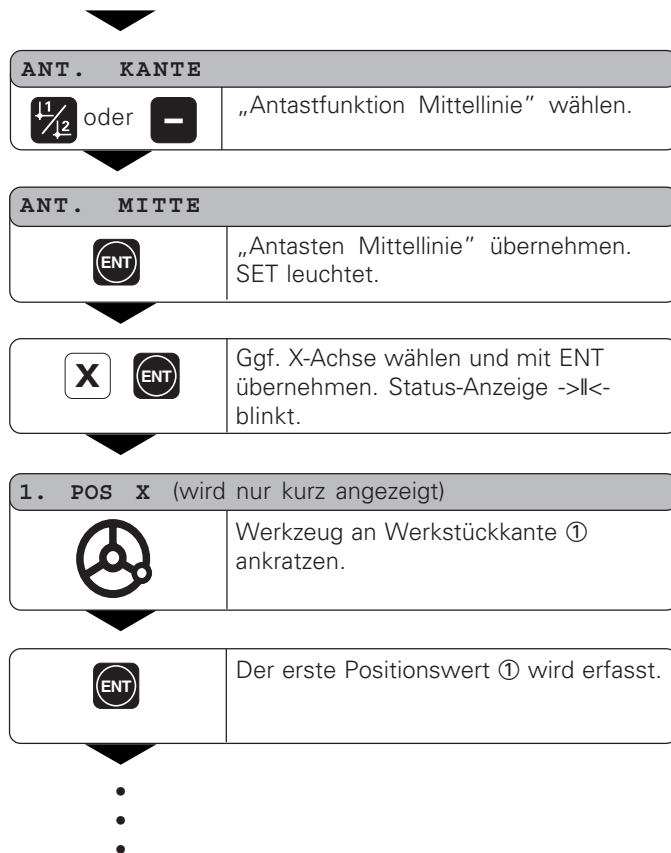 ANT. KANTE
1 2 oder –
„Antastfunktion Mittellinie" wählen.
ANT. MITTE
ENT
„Antasten Mittellinie" übernehmen.
SET leuchtet.
X ENT
Ggf. X-Achse wählen und mit ENT
übernehmen. Status-Anzeige ->||<-
blinkt.
1. POS X (wird nur kurz angezeigt)
Werkzeug an Werkstückkante ①
ankratzen.
ENT
Der erste Positionswert ① wird erfasst.